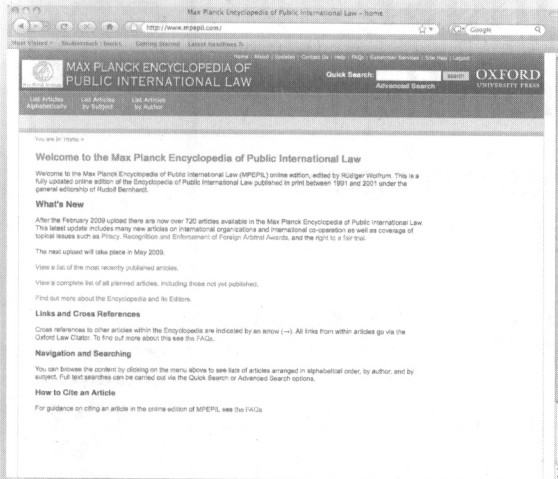 Max Planck Encyclopedia of Public International Law – home
http://www.mpepil.com/
Google
Most Visited Getting Started Latest Headlines
Home | About | Updates | Contact Us | Help | FAQs | Subscriber Services | Site Help | Logout
MAX PLANCK ENCYCLOPEDIA OF
PUBLIC INTERNATIONAL LAW
Quick Search: search
Advanced Search
OXFORD
UNIVERSITY PRESS
List Articles Alphabetically
List Articles by Subject
List Articles by Author
You are in: Home >
Welcome to the Max Planck Encyclopedia of Public International Law
Welcome to the Max Planck Encyclopedia of Public International Law (MPEPIL) online edition, edited by Rüdiger Wolfrum. This is a
fully updated online edition of the Encyclopedia of Public International Law published in print between 1991 and 2001 under the
general editorship of Rudolf Bernhardt.
What's New
After the February 2009 upload there are now over 720 articles available in the Max Planck Encyclopedia of Public International Law.
This latest update includes many new articles on international organizations and international co-operation as well as coverage of
topical issues such as Piracy, Recognition and Enforcement of Foreign Arbitral Awards, and the right to a fair trial.
The next upload will take place in May 2009.
View a list of the most recently published articles.
View a complete list of all planned articles, including those not yet published.
Find out more about the Encyclopedia and its Editors.
Links and Cross References
Cross references to other articles within the Encyclopedia are indicated by an arrow (→). All links from within articles go via the
Oxford Law Citator. To find out more about this see the FAQs.
Navigation and Searching
You can browse the content by clicking on the menu above to see lists of articles arranged in alphabetical order, by author, and by
subject. Full text searches can be carried out via the Quick Search or Advanced Search options.
How to Cite an Article
For guidance on citing an article in the online edition of MPEPIL see the FAQs